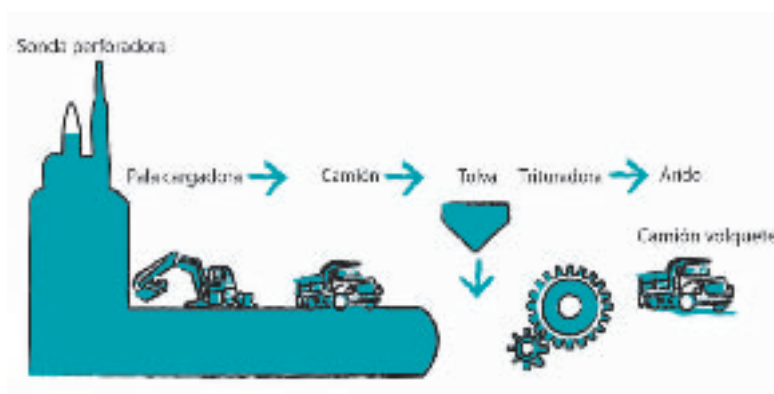 Sonda perforadora
Pala cargadora
Camión
Tolva
Trituradora
Árido
Camión volquete